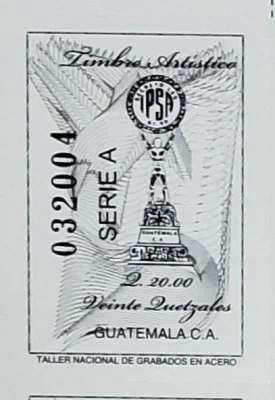 Timbre Artístico
IPSA
032004
SERIE A
GUATEMALA
C.A.
Q. 20.00
Veinte Quetzales
GUATEMALA C.A.
TALLER NACIONAL DE GRABADOS EN ACERO